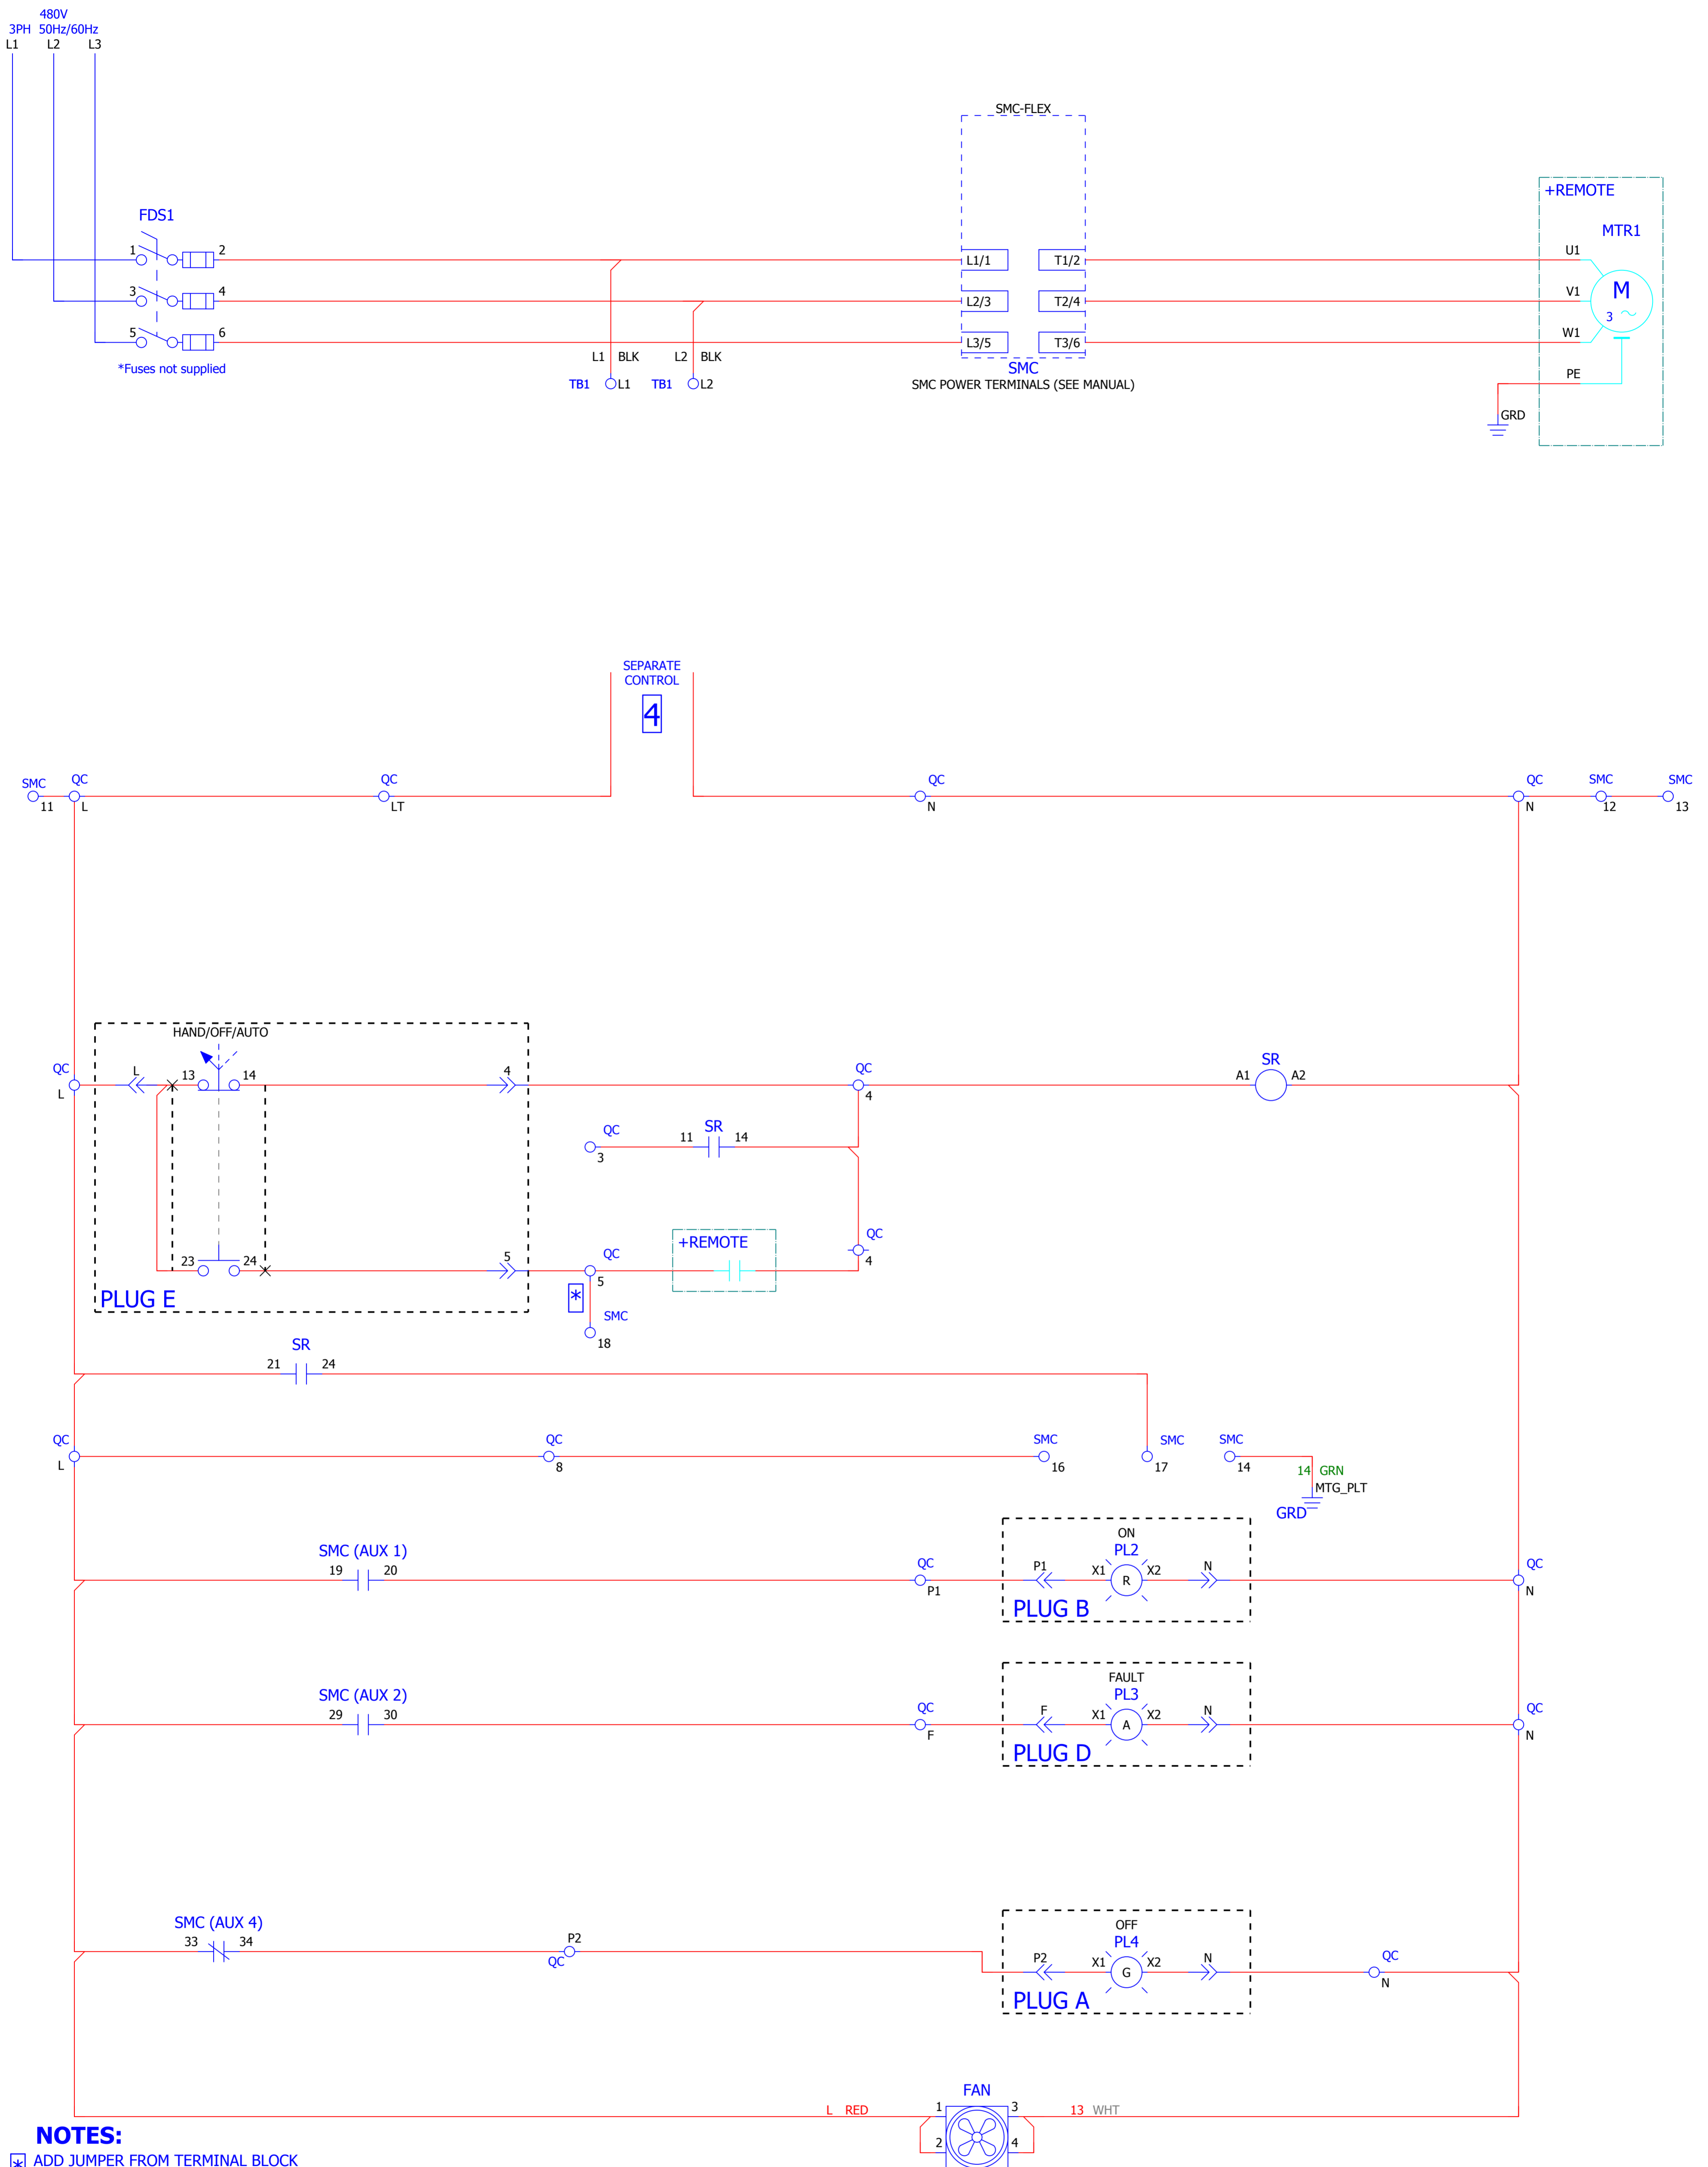 480V
3PH 50Hz/60Hz
L1 L2 L3
SMC-FLEX
+REMOTE
FDS1
MTR1
1 2 L1/1 T1/2 U1
3 4 L2/3 T2/4 V1 M
3
5 6 L3/5 T3/6 W1
*Fuses not supplied
L1 BLK L2 BLK
SMC
TB1 L1 TB1 L2
SMC POWER TERMINALS (SEE MANUAL)
PE
GRD
SEPARATE
CONTROL
4
SMC QC QC QC QC SMC SMC
11 L LT N N 12 13
HAND/OFF/AUTO
QC L 13 14 4 QC SR
L 4 A1 A2
QC SR
3 11 14
+REMOTE QC
4
23 24 5 QC
5
PLUG E
*
SMC
18
SR
21 24
QC QC SMC SMC SMC
L 8 16 17 14
14 GRN
MTG_PLT
GRD
ON
SMC (AUX 1) PL2
19 20 QC P1 X1 R X2 N QC
P1 N
PLUG B
FAULT
SMC (AUX 2) PL3
29 30 QC F X1 A X2 N QC
F N
PLUG D
OFF
SMC (AUX 4) PL4
33 34 P2
QC
P2 X1 G X2 N QC
N
PLUG A
FAN
L RED 1 3 13 WHT
2 4
NOTES:
* ADD JUMPER FROM TERMINAL BLOCK